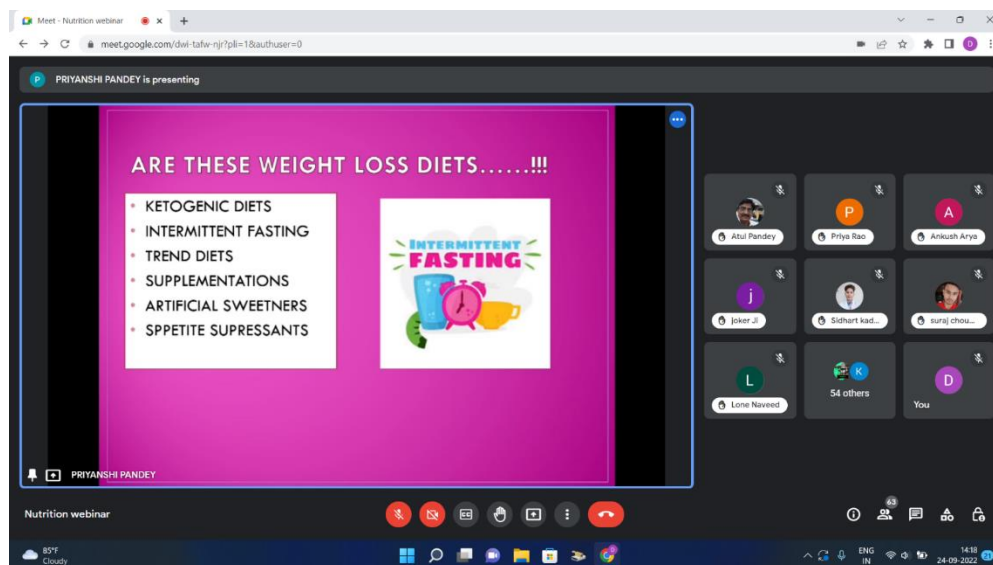 Meet - Nutrition webinar
meet.google.com/dwi-tafw-njr?pli=1&authuser=0
D
P PRIYANSHI PANDEY is presenting
ARE THESE WEIGHT LOSS DIETS......!!!
• KETOGENIC DIETS
• INTERMITTENT FASTING
• TREND DIETS
• SUPPLEMENTATIONS
• ARTIFICIAL SWEETNERS
• SPPETITE SUPRESSANTS
INTERMITTENT
FASTING
PRIYANSHI PANDEY
Atul Pandey
P
Priya Rao
A
Ankush Arya
j
joker Ji
Sidhart kad...
suraj chou...
L
Lone Naveed
K
54 others
D
You
Nutrition webinar
CC
63
85°F
Cloudy
ENG
IN
14:18
24-09-2022
21